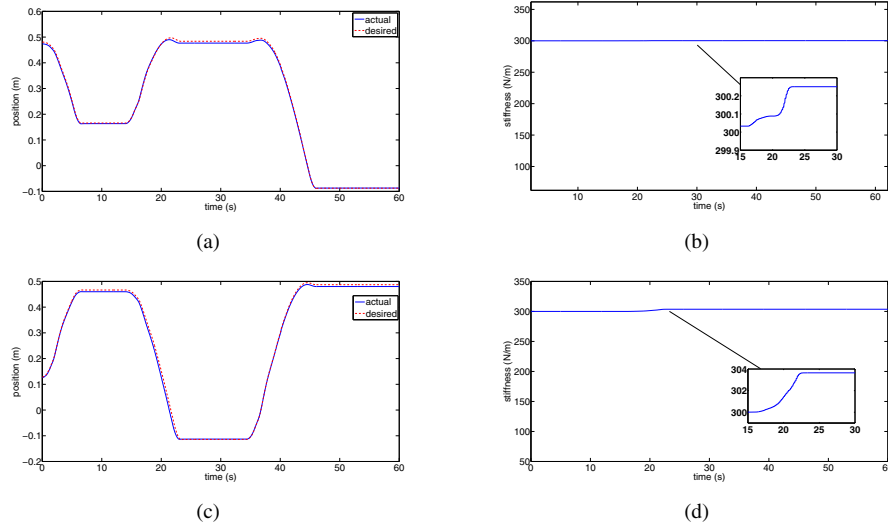 0.6
0.5
0.4
0.3
0.2
0.1
0
−0.1
0 10 20 30 40 50 60
position (m)
time (s)
actual
desired
(a)
350
300
250
200
150
100
10 20 30 40 50 60
stiffness (N/m)
time (s)
300.2
300.1
300
299.9
15 20 25 30
(b)
0.5
0.4
0.3
0.2
0.1
0
−0.1
−0.2
0 10 20 30 40 50 60
position (m)
time (s)
actual
desired
(c)
350
300
250
200
150
100
50
0 10 20 30 40 50 60
stiffness (N/m)
time (s)
304
302
300
15 20 25 30
(d)